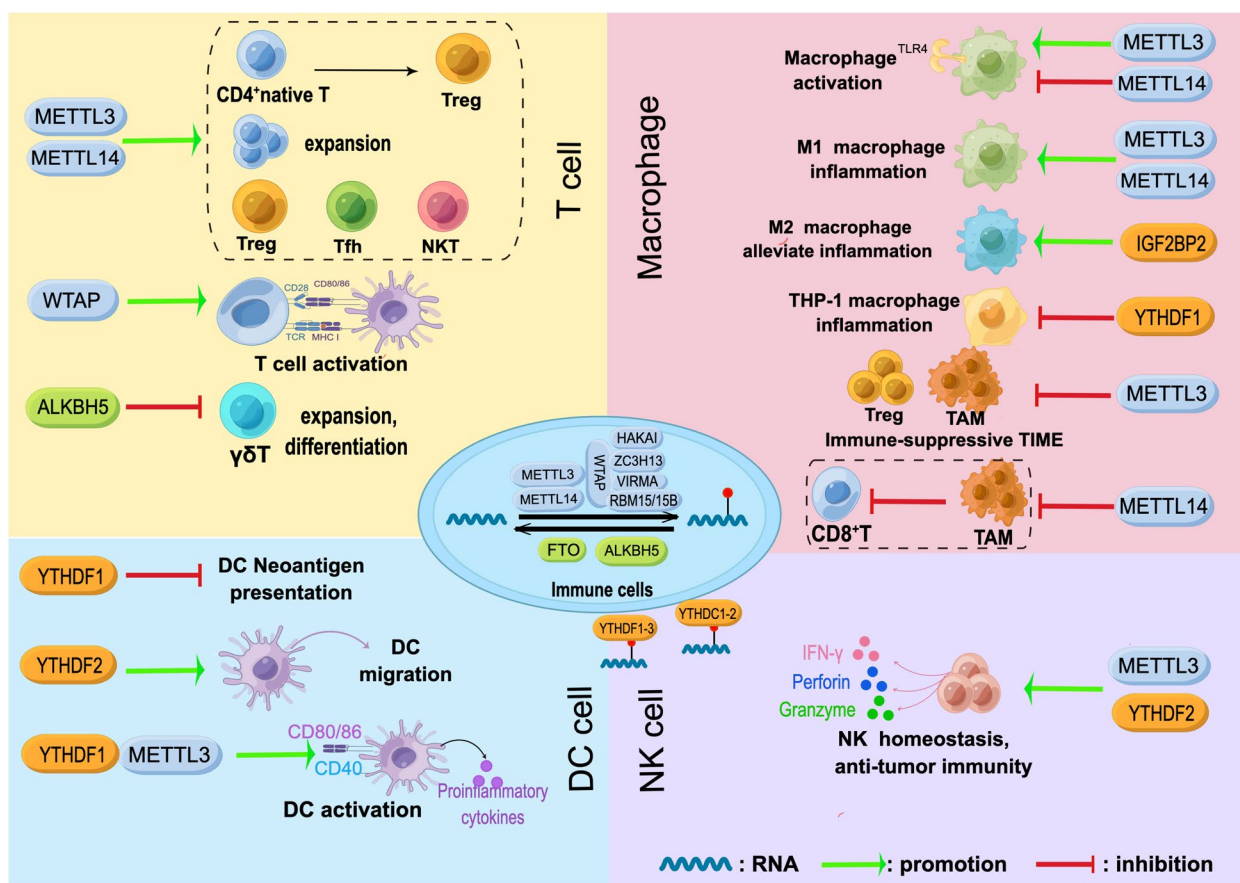 METTL3
METTL14
CD4⁺native T
Treg
expansion
Treg
Tfh
NKT
T cell
WTAP
CD28
CD80/86
TCR
MHC I
T cell activation
ALKBH5
γδT
expansion,
differentiation
Macrophage
Macrophage
activation
TLR4
METTL3
METTL14
M1 macrophage
inflammation
METTL3
METTL14
M2 macrophage
alleviate inflammation
IGF2BP2
THP-1 macrophage
inflammation
YTHDF1
Treg
TAM
METTL3
Immune-suppressive TIME
CD8⁺T
TAM
METTL14
METTL3
METTL14
WTAP
HAKAI
ZC3H13
VIRMA
RBM15/15B
FTO
ALKBH5
Immune cells
YTHDF1-3
YTHDC1-2
YTHDF1
DC Neoantigen
presentation
YTHDF2
DC
migration
YTHDF1
METTL3
CD80/86
CD40
DC activation
Proinflammatory
cytokines
DC cell
NK cell
IFN-γ
Perforin
Granzyme
METTL3
YTHDF2
NK homeostasis,
anti-tumor immunity
: RNA
: promotion
: inhibition